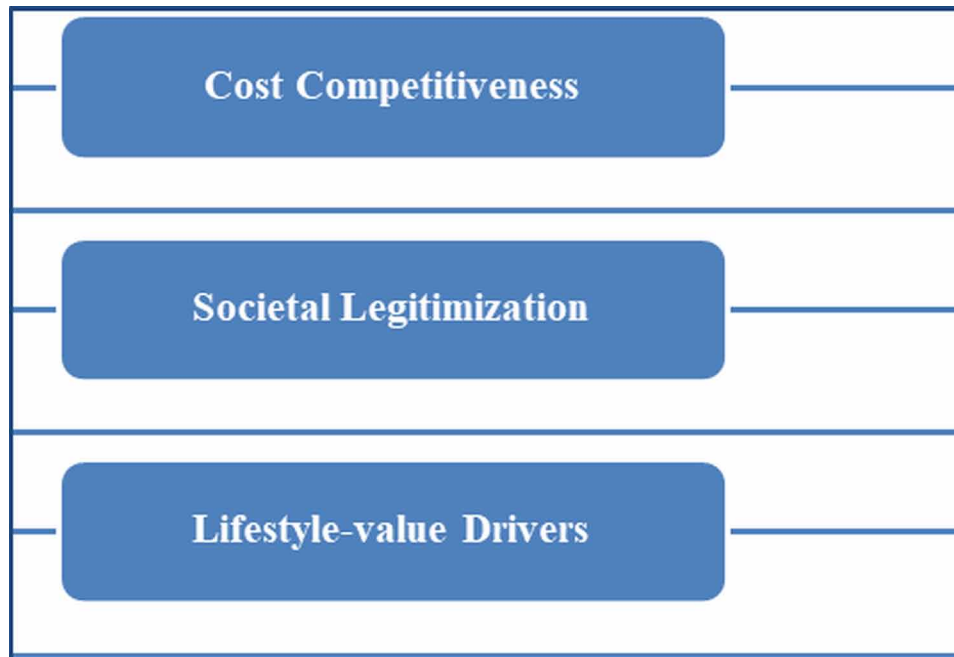 Cost Competitiveness
Societal Legitimization
Lifestyle-value Drivers